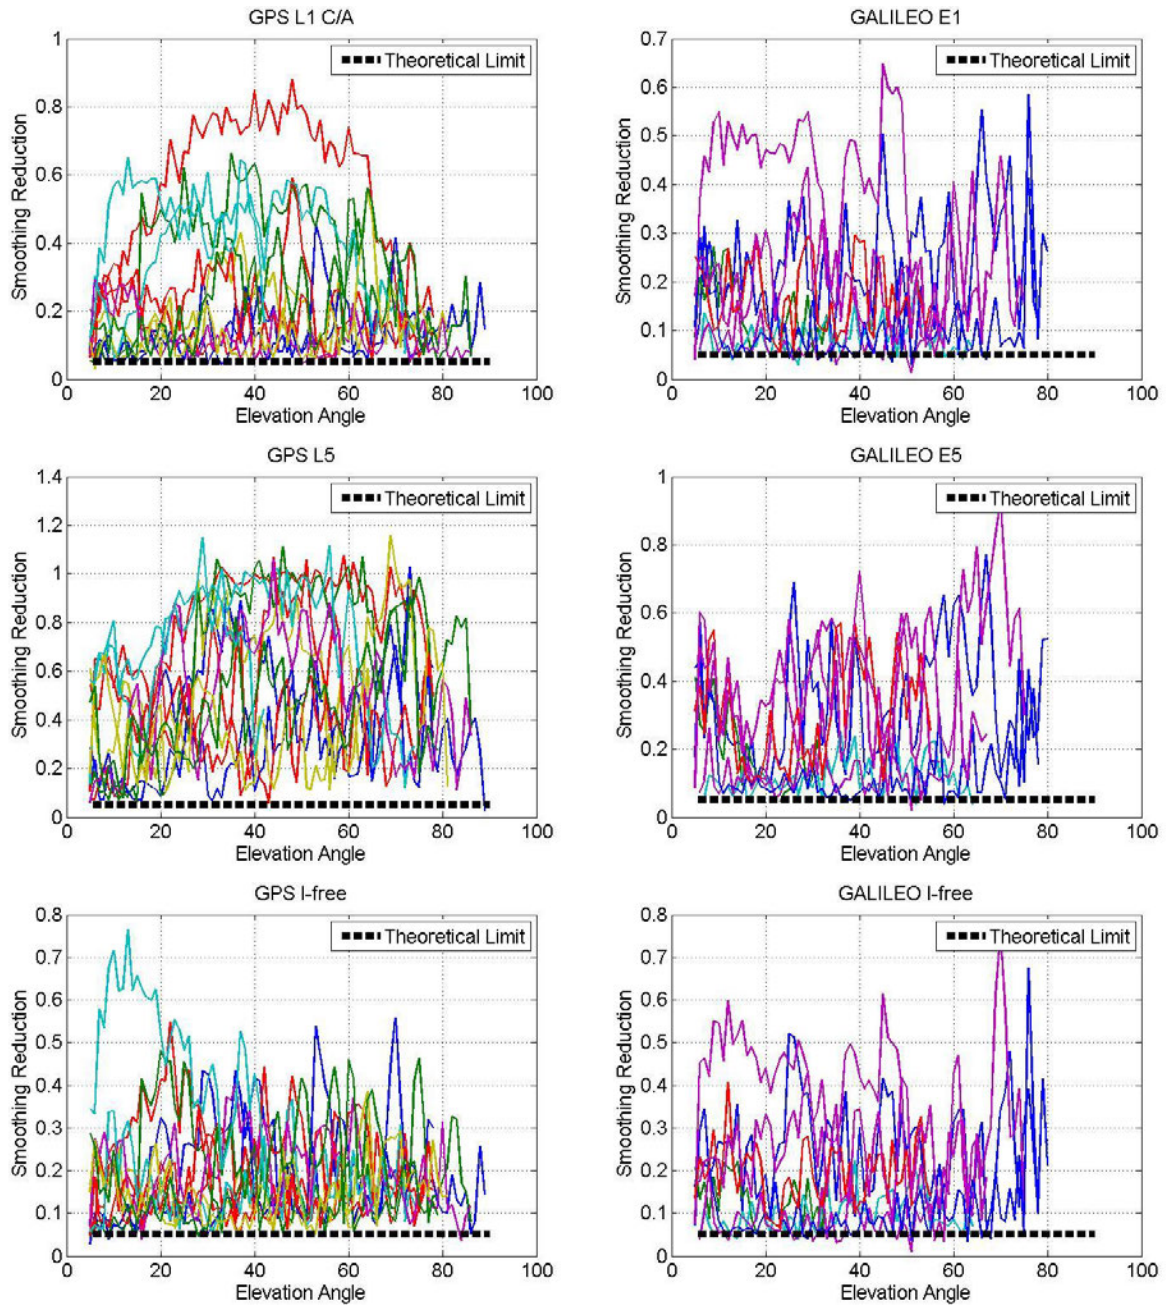 GPS L1 C/A
Smoothing Reduction
1
0.8
0.6
0.4
0.2
0
Theoretical Limit
0 20 40 60 80 100
Elevation Angle
GALILEO E1
Smoothing Reduction
0.7
0.6
0.5
0.4
0.3
0.2
0.1
0
Theoretical Limit
0 20 40 60 80 100
Elevation Angle
GPS L5
Smoothing Reduction
1.4
1.2
1
0.8
0.6
0.4
0.2
0
Theoretical Limit
0 20 40 60 80 100
Elevation Angle
GALILEO E5
Smoothing Reduction
1
0.8
0.6
0.4
0.2
0
Theoretical Limit
0 20 40 60 80 100
Elevation Angle
GPS I-free
Smoothing Reduction
0.8
0.7
0.6
0.5
0.4
0.3
0.2
0.1
0
Theoretical Limit
0 20 40 60 80 100
Elevation Angle
GALILEO I-free
Smoothing Reduction
0.8
0.7
0.6
0.5
0.4
0.3
0.2
0.1
0
Theoretical Limit
0 20 40 60 80 100
Elevation Angle